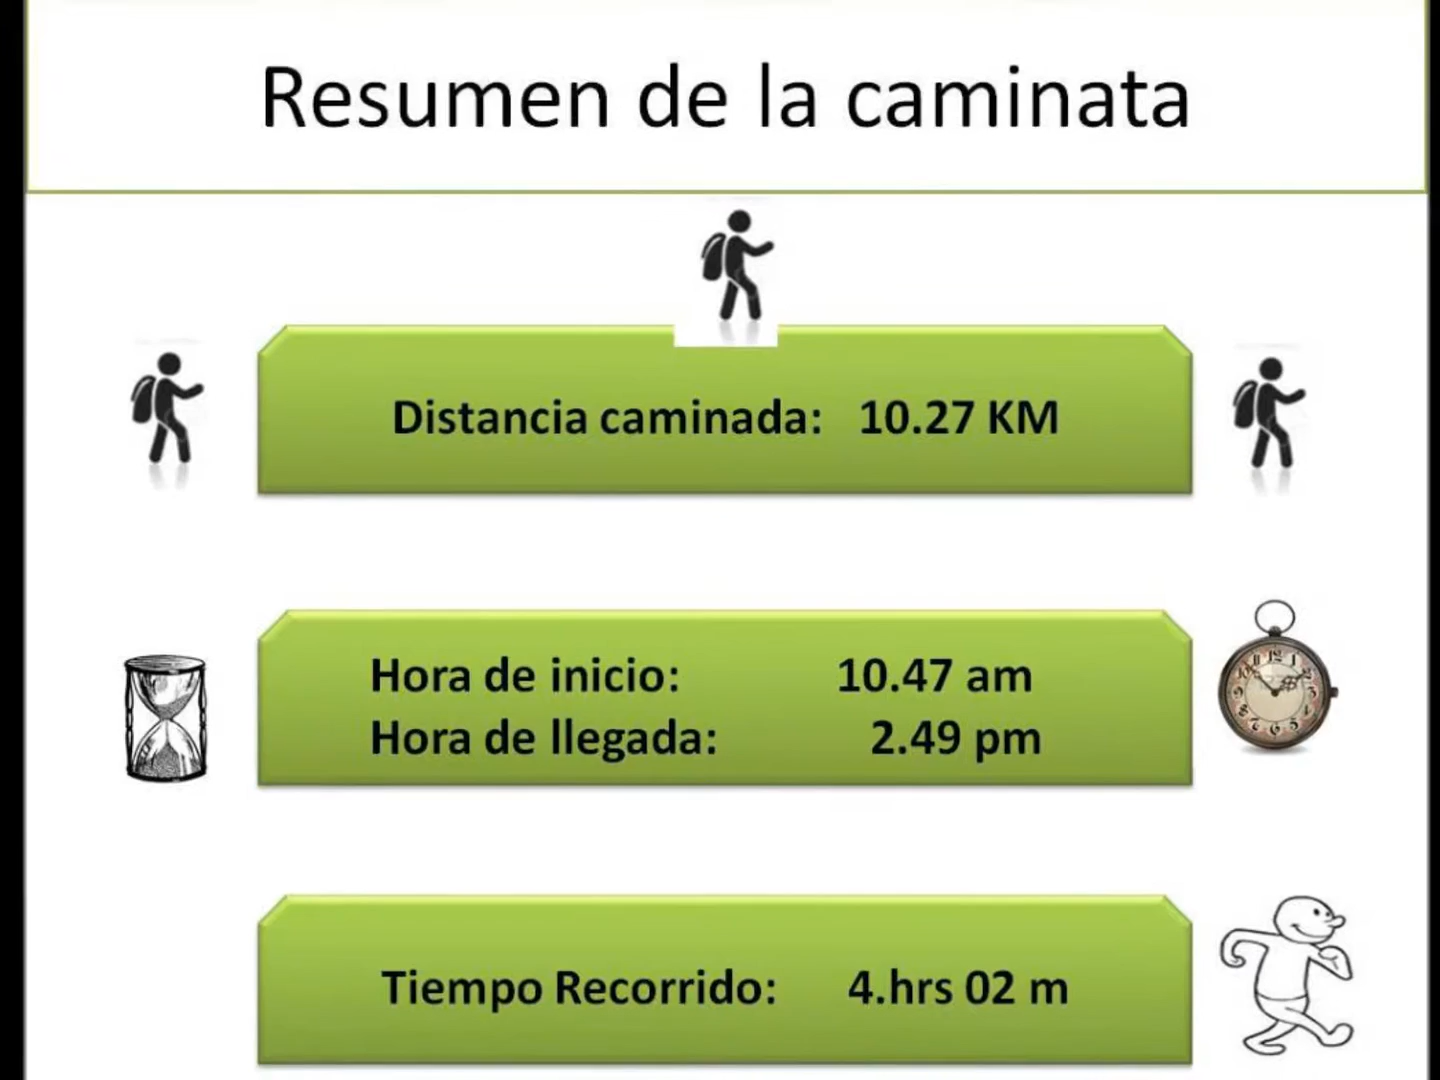 Resumen de la caminata
Distancia caminada: 10.27 KM
Hora de inicio: 10.47 am
Hora de llegada: 2.49 pm
Tiempo Recorrido: 4.hrs 02 m